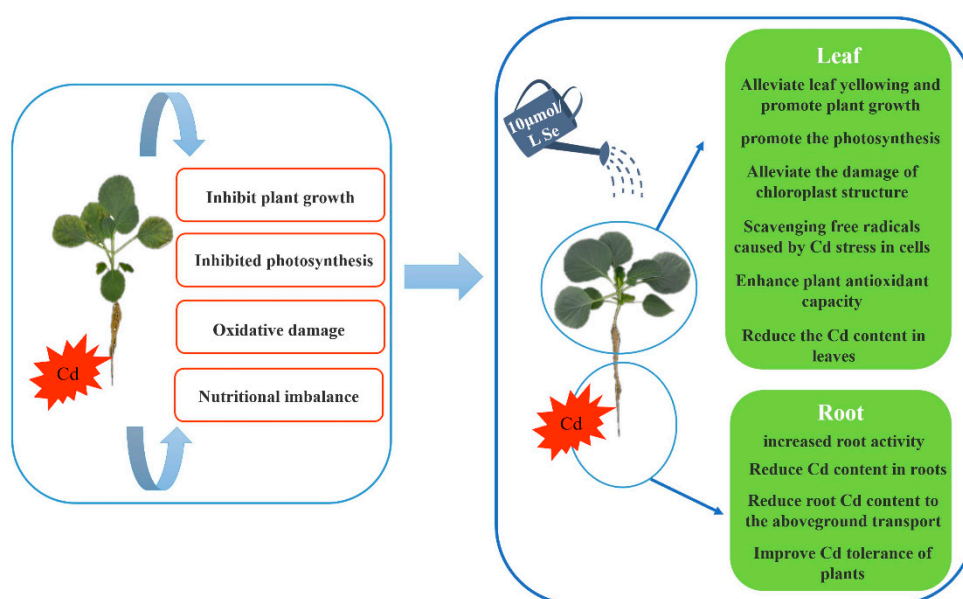 Inhibit plant growth
Inhibited photosynthesis
Oxidative damage
Nutritional imbalance
Cd
10μmol/
L Se
Cd
Leaf
Alleviate leaf yellowing and
promote plant growth
promote the photosynthesis
Alleviate the damage of
chloroplast structure
Scavenging free radicals
caused by Cd stress in cells
Enhance plant antioxidant
capacity
Reduce the Cd content in
leaves
Root
increased root activity
Reduce Cd content in roots
Reduce root Cd content to
the aboveground transport
Improve Cd tolerance of
plants